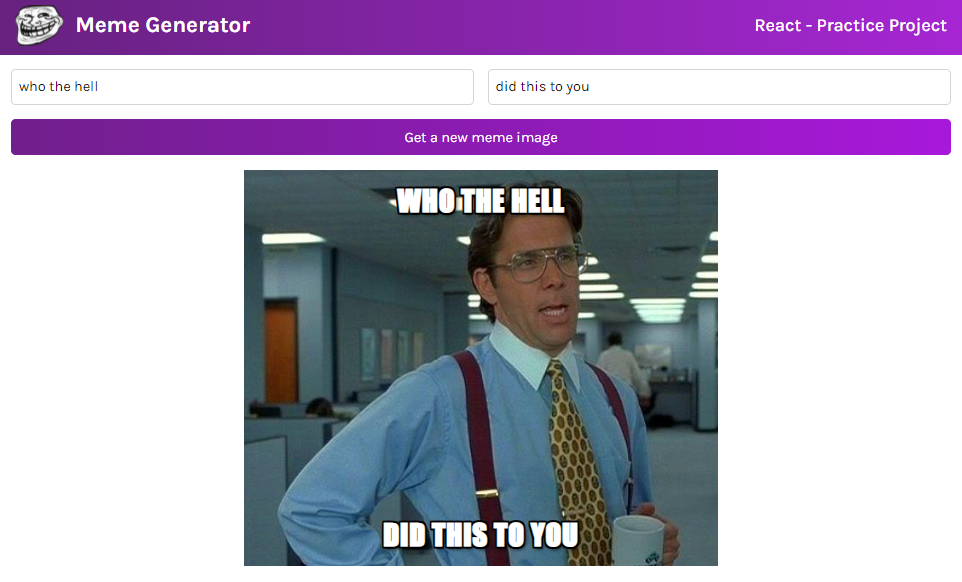 Meme Generator
React - Practice Project
who the hell
did this to you
Get a new meme image
WHO THE HELL
DID THIS TO YOU